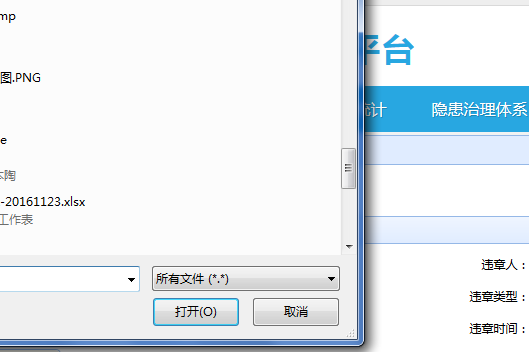 mp
图.PNG
e
陶
-20161123.xlsx
工作表
所有文件 (*.*)
打开(O)
取消
平台
统计
隐患治理体系
违章人：
违章类型：
违章时间：